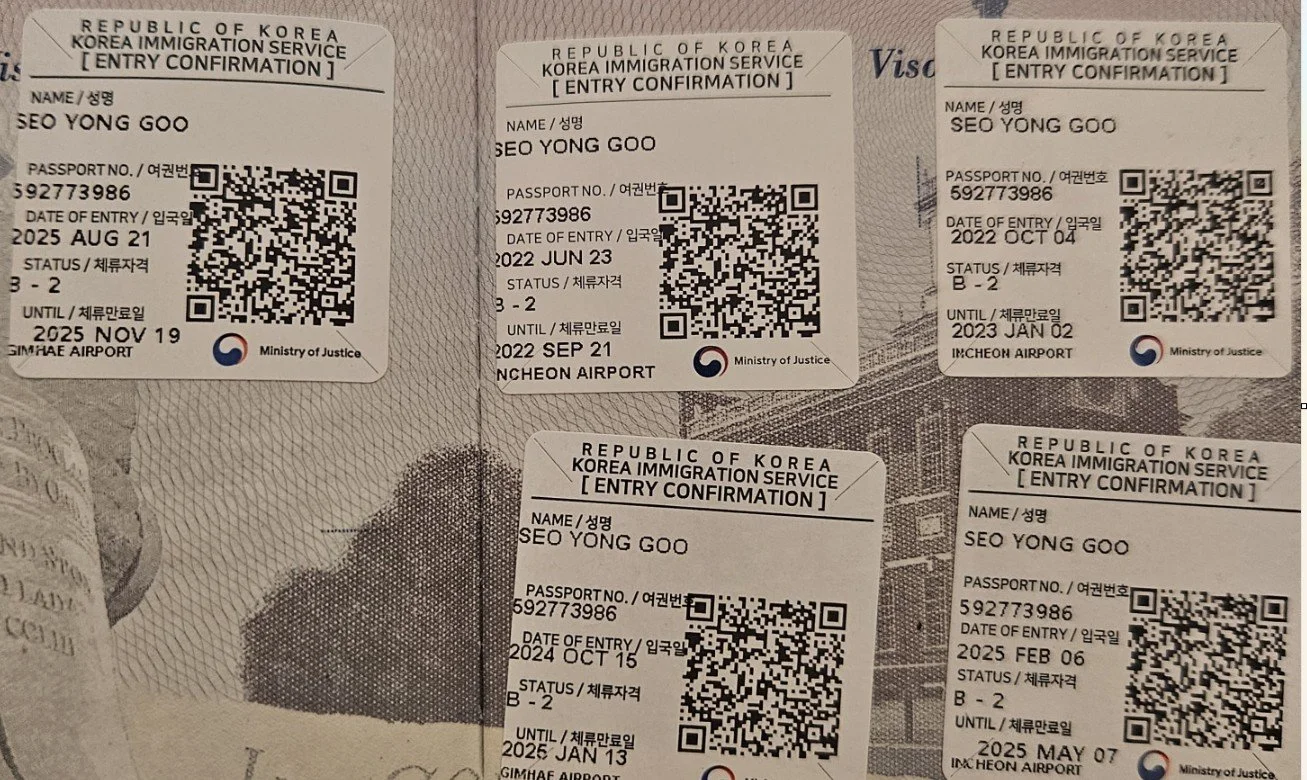 REPUBLIC OF KOREA
KOREA IMMIGRATION SERVICE
[ ENTRY CONFIRMATION ]
NAME / 성명
SEO YONG GOO
PASSPORT NO. / 여권번호
592773986
DATE OF ENTRY / 입국일
2025 AUG 21
STATUS / 체류자격
B - 2
UNTIL / 체류만료일
2025 NOV 19
GIMHAE AIRPORT
Ministry of Justice
REPUBLIC OF KOREA
KOREA IMMIGRATION SERVICE
[ ENTRY CONFIRMATION ]
NAME / 성명
SEO YONG GOO
PASSPORT NO. / 여권번호
592773986
DATE OF ENTRY / 입국일
2022 JUN 23
STATUS / 체류자격
B - 2
UNTIL / 체류만료일
2022 SEP 21
INCHEON AIRPORT
Ministry of Justice
REPUBLIC OF KOREA
KOREA IMMIGRATION SERVICE
[ ENTRY CONFIRMATION ]
NAME / 성명
SEO YONG GOO
PASSPORT NO. / 여권번호
592773986
DATE OF ENTRY / 입국일
2022 OCT 04
STATUS / 체류자격
B - 2
UNTIL / 체류만료일
2023 JAN 02
INCHEON AIRPORT
Ministry of Justice
REPUBLIC OF KOREA
KOREA IMMIGRATION SERVICE
[ ENTRY CONFIRMATION ]
NAME / 성명
SEO YONG GOO
PASSPORT NO. / 여권번호
592773986
DATE OF ENTRY / 입국일
2024 OCT 15
STATUS / 체류자격
B - 2
UNTIL / 체류만료일
2025 JAN 13
GIMHAE AIRPORT
REPUBLIC OF KOREA
KOREA IMMIGRATION SERVICE
[ ENTRY CONFIRMATION ]
NAME / 성명
SEO YONG GOO
PASSPORT NO. / 여권번호
592773986
DATE OF ENTRY / 입국일
2025 FEB 06
STATUS / 체류자격
B - 2
UNTIL / 체류만료일
2025 MAY 07
INCHEON AIRPORT
Ministry of Justice